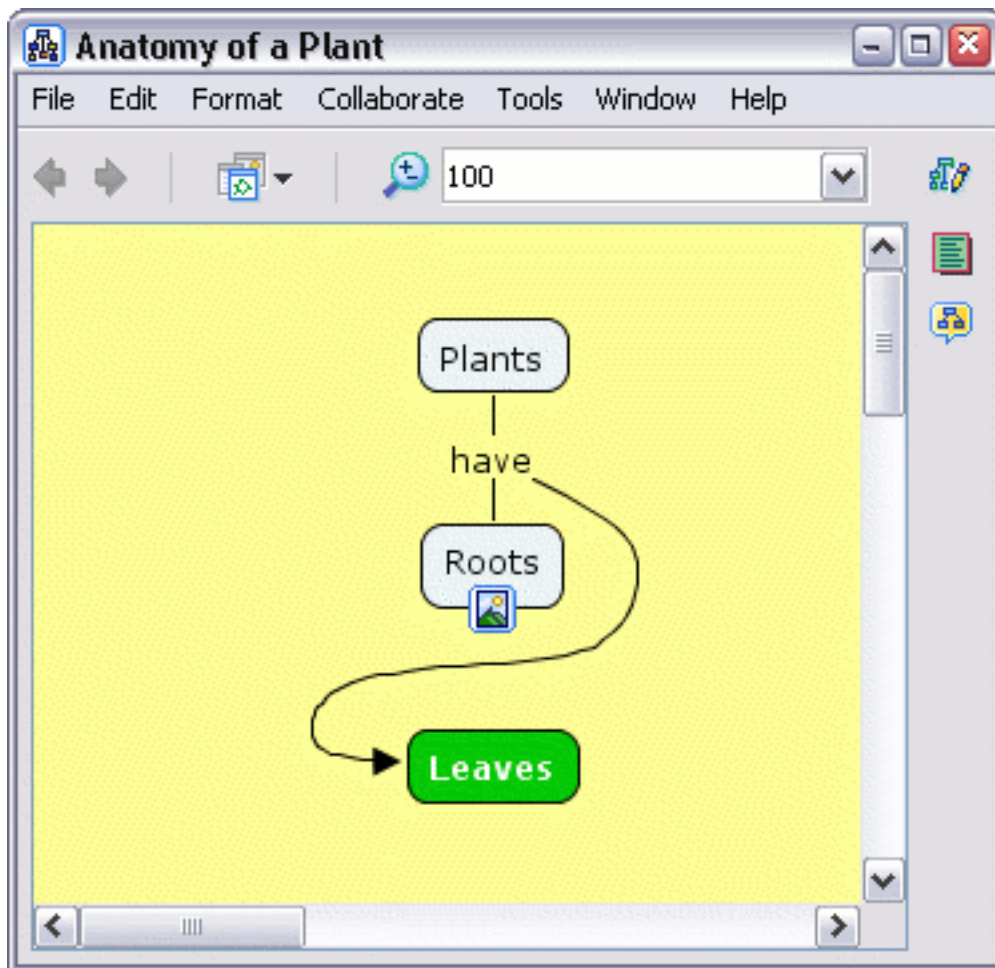 Anatomy of a Plant
File Edit Format Collaborate Tools Window Help
100
Plants
have
Roots
Leaves